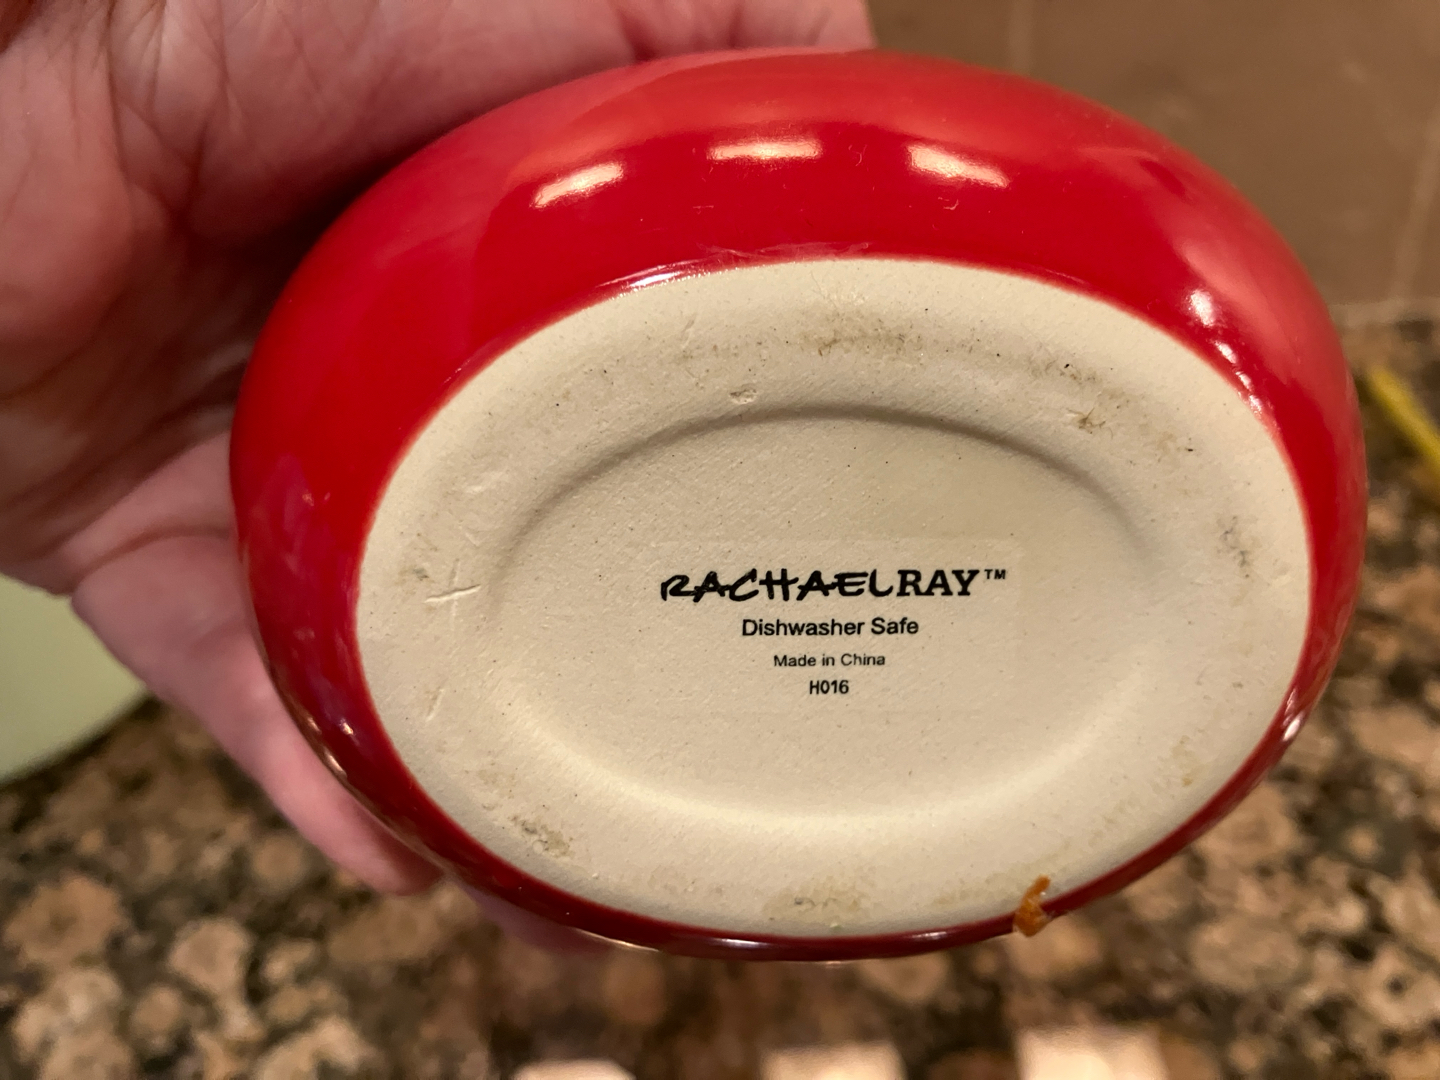 RACHAELRAY™
Dishwasher Safe
Made in China
H016